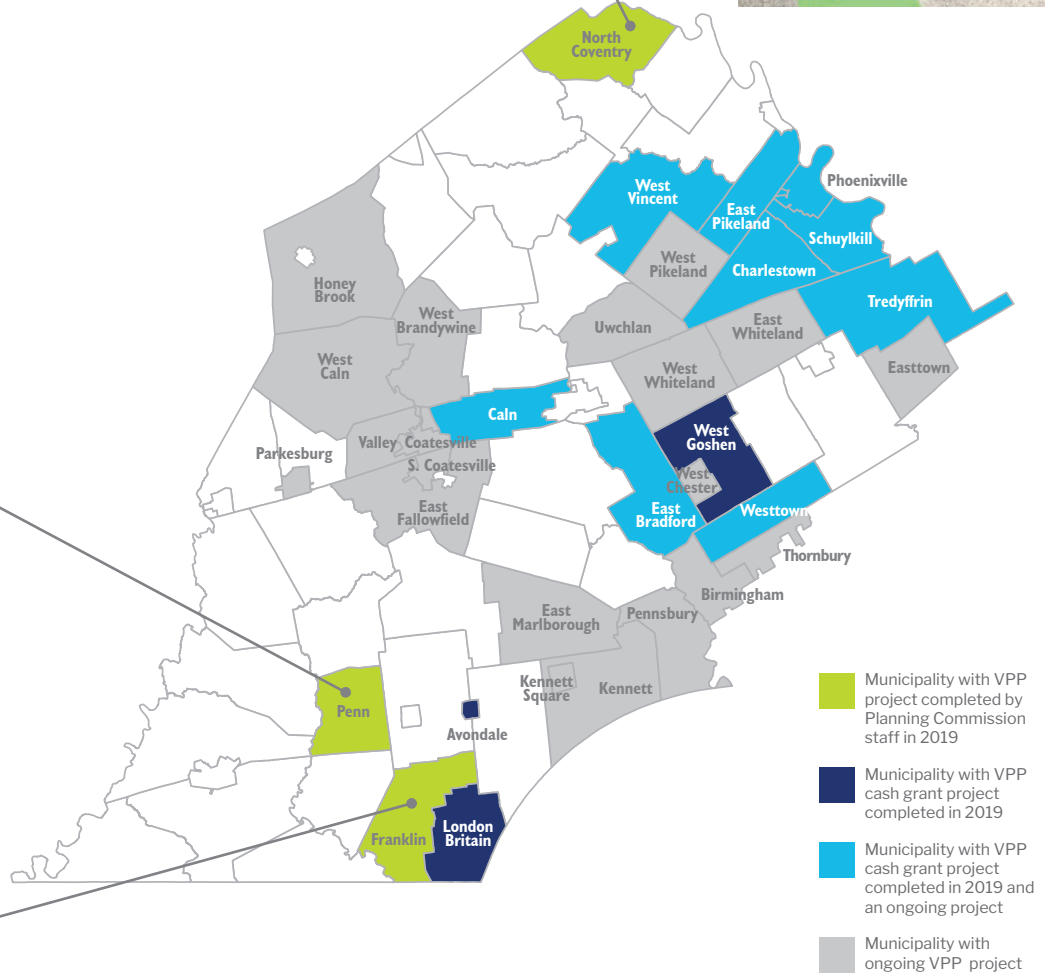 North
Coventry
West
Vincent
Phoenixville
East
Pikeland
Schuylkill
West
Pikeland
Charlestown
Honey
Brook
Tredyffrin
West
Brandywine
Uwchlan
East
Whiteland
West
Caln
West
Whiteland
Easttown
Caln
Valley
Coatesville
West
Goshen
Parkesburg
S. Coatesville
West
Chester
East
Fallowfield
East
Bradford
Westtown
Thornbury
Birmingham
East
Marlborough
Pennsbury
Kennett
Square
Kennett
Penn
Avondale
Franklin
London
Britain
Municipality with VPP
project completed by
Planning Commission
staff in 2019
Municipality with VPP
cash grant project
completed in 2019
Municipality with VPP
cash grant project
completed in 2019 and
an ongoing project
Municipality with
ongoing VPP project